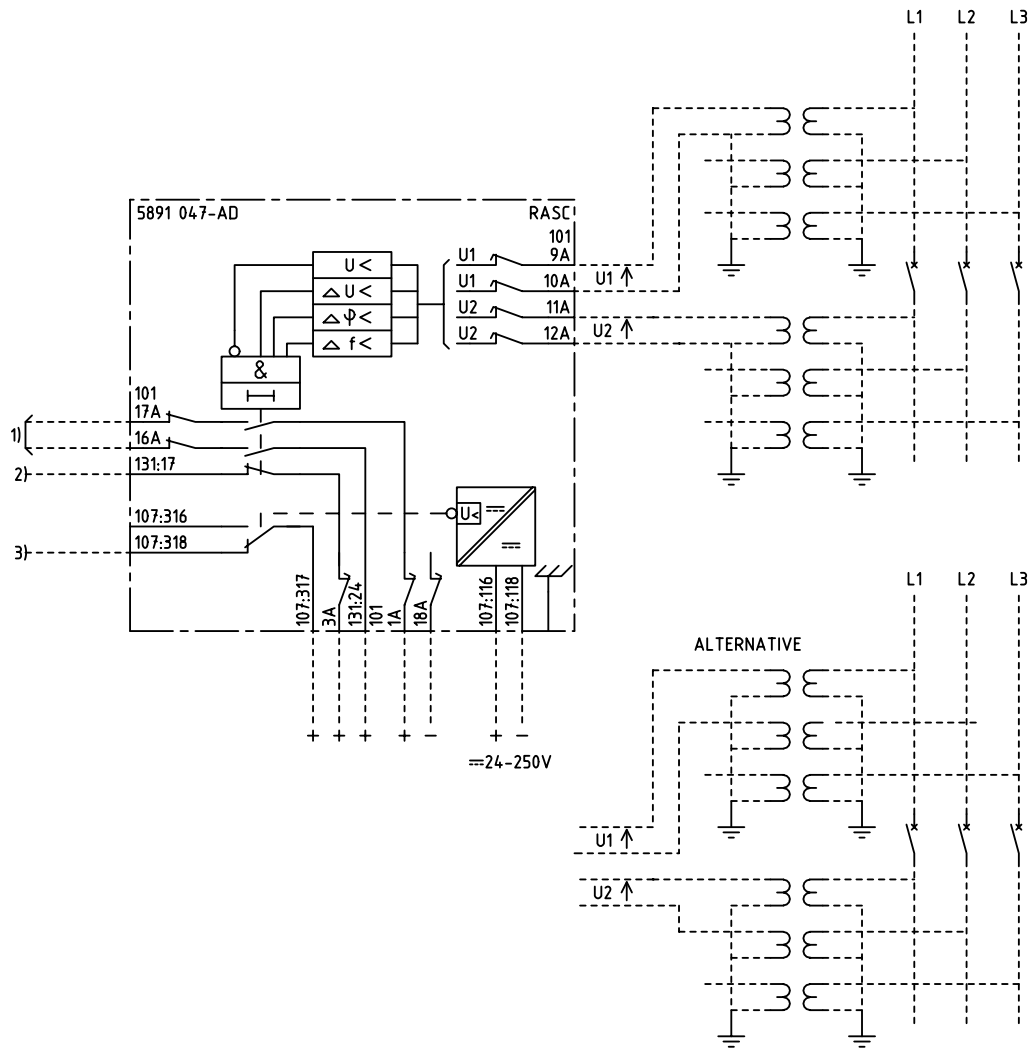 L1 L2 L3
5891 047-AD RASC
101
U1 9A
U< U1 10A
△U< U2 11A
△φ< U2 12A
△f<
U1
U2
&
101
17A
1) 16A
2) 131:17
107:316
3) 107:318
U<
107:317
3A
131:24
101
1A
18A
107:116
107:118
+ + + + - + -
⎓24-250V
L1 L2 L3
ALTERNATIVE
U1
U2